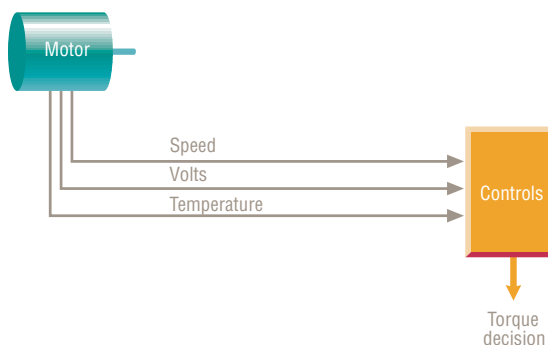 Motor
Speed
Volts
Temperature
Controls
Torque
decision